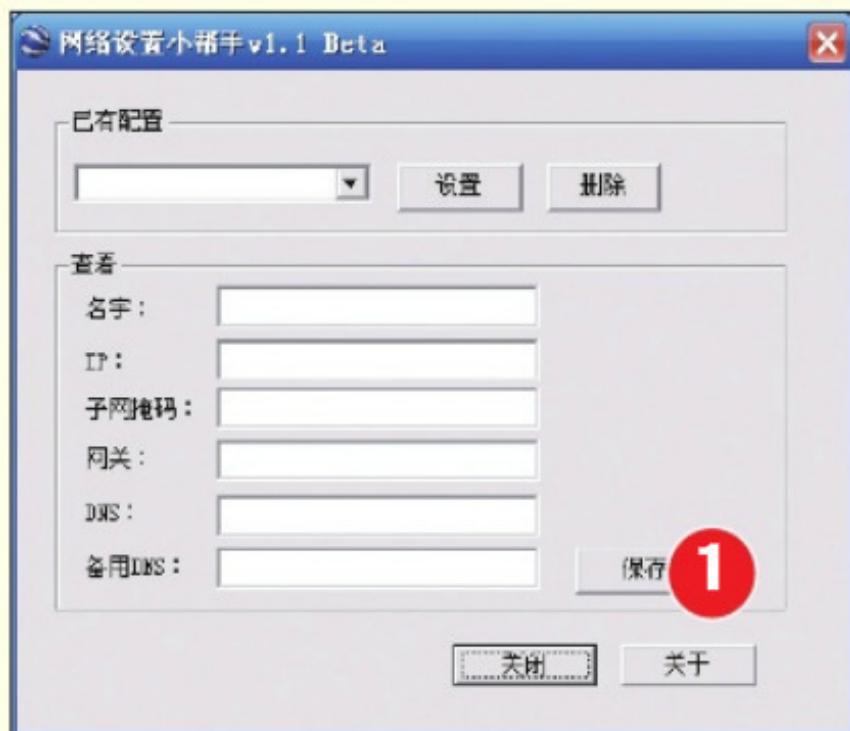 网络设置小帮手v1.1 Beta
已有配置
设置 删除
查看
名字：
IP：
子网掩码：
网关：
DNS：
备用DNS：
保存 1
关闭 关于